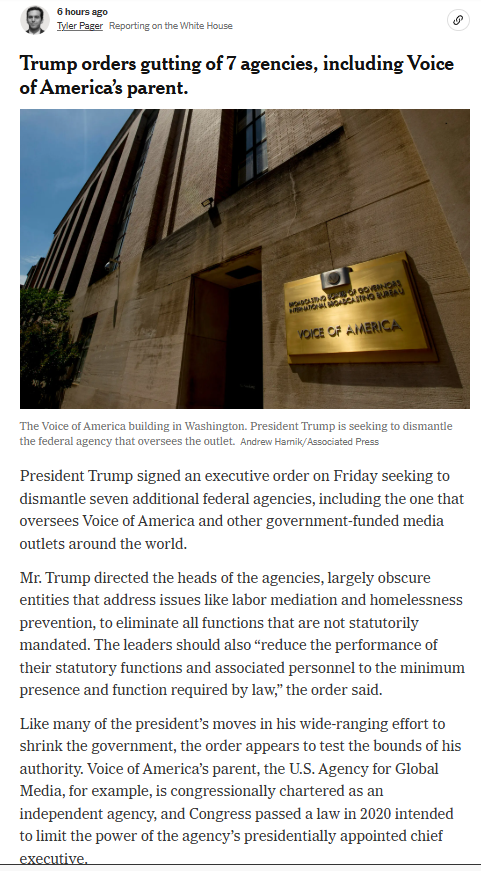 6 hours ago
Tyler Pager Reporting on the White House
Trump orders gutting of 7 agencies, including Voice
of America’s parent.
BROADCASTING BOARD OF GOVERNORS
INTERNATIONAL BROADCASTING BUREAU
VOICE OF AMERICA
The Voice of America building in Washington. President Trump is seeking to dismantle
the federal agency that oversees the outlet. Andrew Harnik/Associated Press
President Trump signed an executive order on Friday seeking to
dismantle seven additional federal agencies, including the one that
oversees Voice of America and other government-funded media
outlets around the world.
Mr. Trump directed the heads of the agencies, largely obscure
entities that address issues like labor mediation and homelessness
prevention, to eliminate all functions that are not statutorily
mandated. The leaders should also “reduce the performance of
their statutory functions and associated personnel to the minimum
presence and function required by law,” the order said.
Like many of the president’s moves in his wide-ranging effort to
shrink the government, the order appears to test the bounds of his
authority. Voice of America’s parent, the U.S. Agency for Global
Media, for example, is congressionally chartered as an
independent agency, and Congress passed a law in 2020 intended
to limit the power of the agency’s presidentially appointed chief
executive.